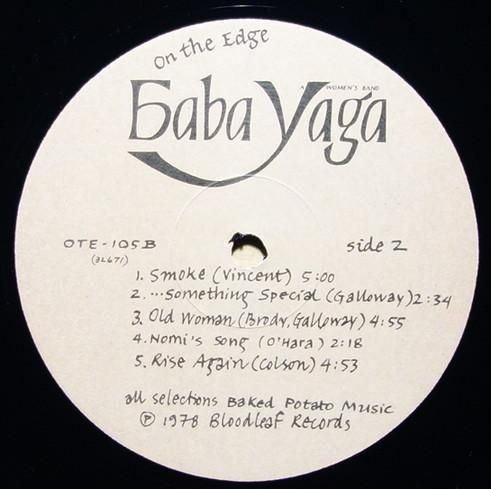 on the Edge
A WOMEN'S BAND
Baba Yaga
OTE-105B
side 2
(BL671)
1. Smoke (Vincent) 5:00
2. ...Something Special (Galloway) 2:34
3. Old Woman (Brody, Galloway) 4:55
4. Nomi's Song (O'Hara) 2:18
5. Rise Again (Colson) 4:53
all selections Baked Potato Music
℗ 1978 Bloodleaf Records